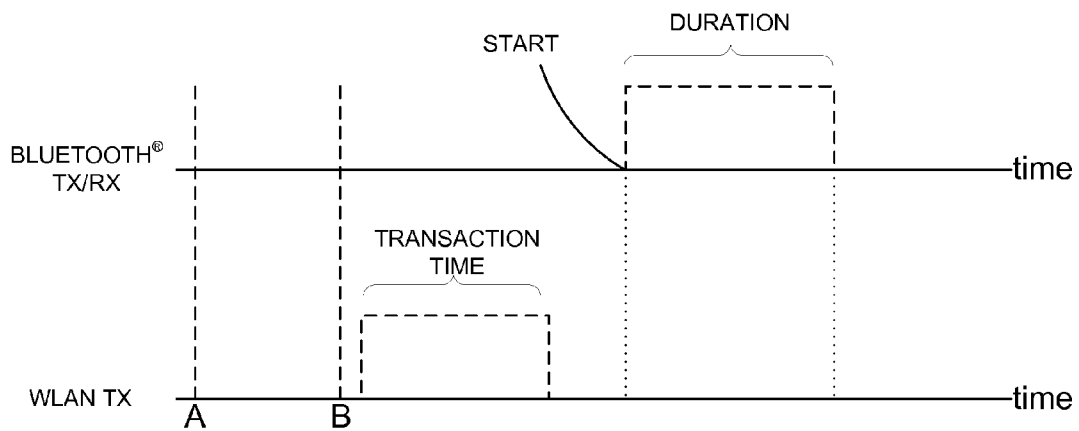 DURATION
START
BLUETOOTH®
TX/RX
time
TRANSACTION
TIME
WLAN TX
A
B
time